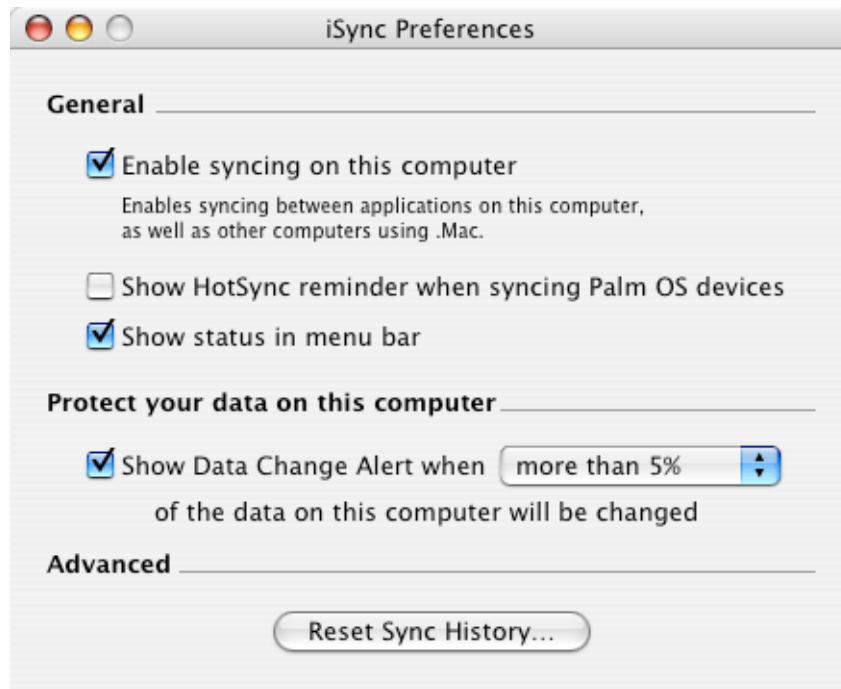 iSync Preferences
General
Enable syncing on this computer
Enables syncing between applications on this computer,
as well as other computers using .Mac.
Show HotSync reminder when syncing Palm OS devices
Show status in menu bar
Protect your data on this computer
Show Data Change Alert when more than 5%
of the data on this computer will be changed
Advanced
Reset Sync History...